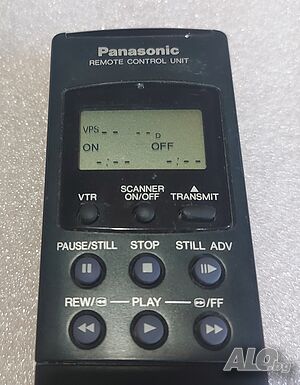 Panasonic
REMOTE CONTROL UNIT
VPS -- -- D
ON OFF
-:-- -:--
VTR SCANNER ON/OFF TRANSMIT
PAUSE/STILL STOP STILL ADV
REW/ PLAY /FF
ALO.bg